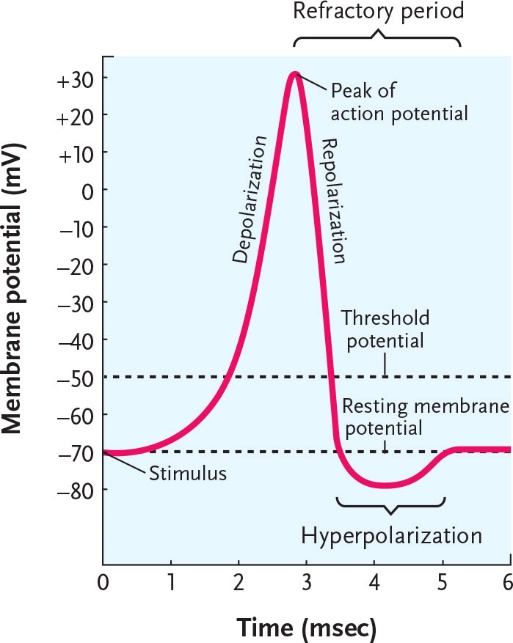 Refractory period
+30
+20
+10
0
−10
−20
−30
−40
−50
−60
−70
−80
Membrane potential (mV)
Peak of
action potential
Depolarization
Repolarization
Threshold
potential
Resting membrane
potential
Stimulus
Hyperpolarization
0 1 2 3 4 5 6
Time (msec)